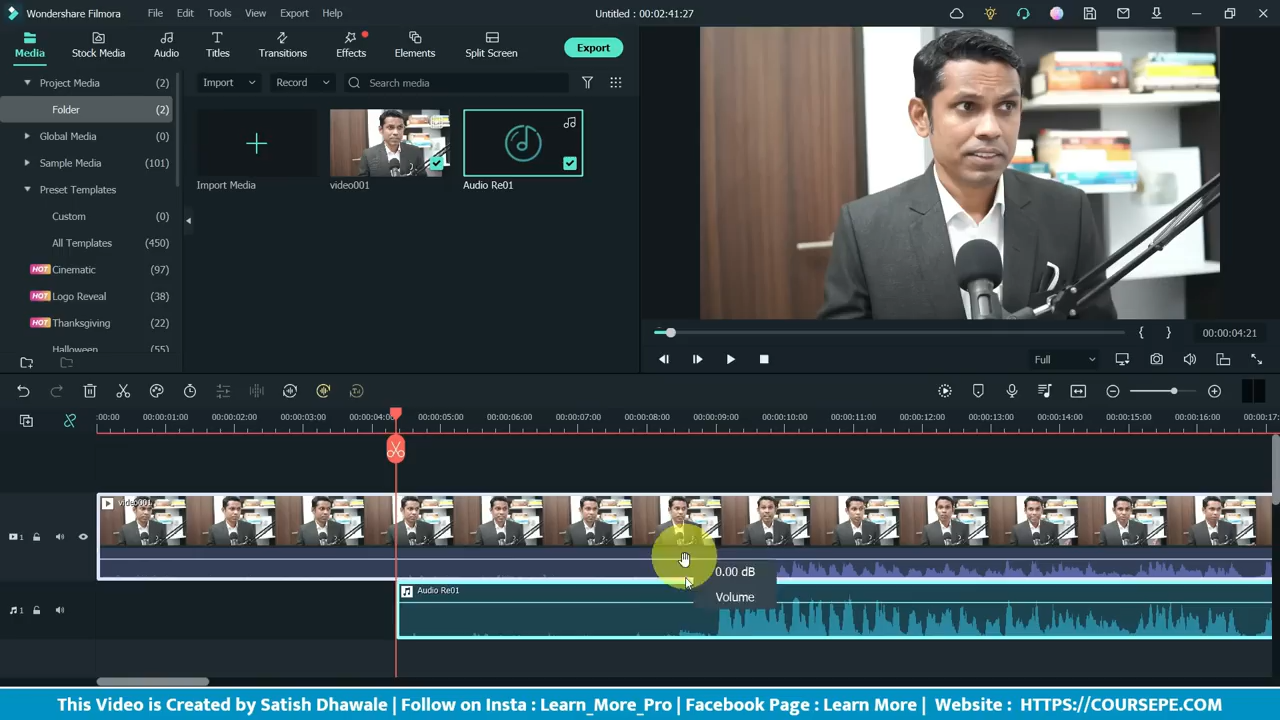 Wondershare Filmora File Edit Tools View Export Help Untitled : 00:02:41:27
Media Stock Media Audio Titles Transitions Effects Elements Split Screen Export
Project Media (2) Import Record Search media
Folder (2)
Global Media (0)
Sample Media (101)
Preset Templates
Custom (0)
All Templates (450)
HOT Cinematic (97)
HOT Logo Reveal (38)
HOT Thanksgiving (22)
Halloween (55)
Import Media video001 Audio Re01
{ } 00:00:04:21
Full
:00:00 00:00:01:00 00:00:02:00 00:00:03:00 00:00:04:00 00:00:05:00 00:00:06:00 00:00:07:00 00:00:08:00 00:00:09:00 00:00:10:00 00:00:11:00 00:00:12:00 00:00:13:00 00:00:14:00 00:00:15:00 00:00:16:00 00:00:17:
video001
1
0.00 dB
Volume
Audio Re01
1
This Video is Created by Satish Dhawale | Follow on Insta : Learn_More_Pro | Facebook Page : Learn More | Website : HTTPS://COURSEPE.COM